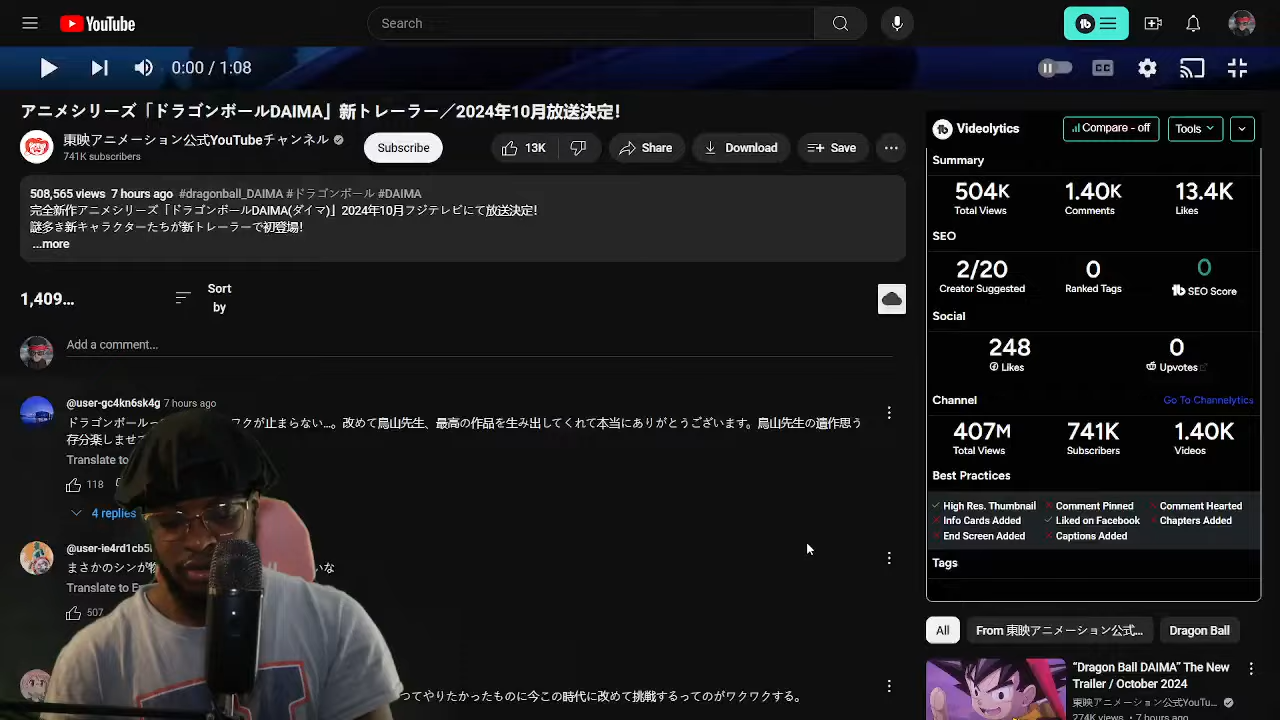 YouTube
Search
0:00 / 1:08
CC
アニメシリーズ「ドラゴンボールDAIMA」新トレーラー／2024年10月放送決定！
東映アニメーション公式YouTubeチャンネル
741K subscribers
Subscribe
13K
Share
Download
Save
508,565 views 7 hours ago #dragonball_DAIMA #ドラゴンボール #DAIMA
完全新作アニメシリーズ「ドラゴンボールDAIMA(ダイマ)」2024年10月フジテレビにて放送決定！
謎多き新キャラクターたちが新トレーラーで初登場！
...more
1,409...
Sort
by
Add a comment...
@user-gc4kn6sk4g 7 hours ago
ドラゴンボールっ
ワクが止まらない…。改めて鳥山先生、最高の作品を生み出してくれて本当にありがとうございます。鳥山先生の遺作思う
存分楽しませ
Translate to
118
4 replies
@user-ie4rd1cb5
まさかのシンが
いな
Translate to E
507
つてやりたかったものに今この時代に改めて挑戦するってのがワクワクする。
tb
Videolytics
Compare - off
Tools
Summary
504K
1.40K
13.4K
Total Views
Comments
Likes
SEO
2/20
0
0
Creator Suggested
Ranked Tags
tb SEO Score
Social
248
0
Likes
Upvotes
Channel
Go To Channelytics
407M
741K
1.40K
Total Views
Subscribers
Videos
Best Practices
High Res. Thumbnail
Comment Pinned
Comment Hearted
Info Cards Added
Liked on Facebook
Chapters Added
End Screen Added
Captions Added
Tags
All
From 東映アニメーション公式...
Dragon Ball
"Dragon Ball DAIMA" The New
Trailer / October 2024
東映アニメーション公式YouTu...
274K views • 7 hours ago